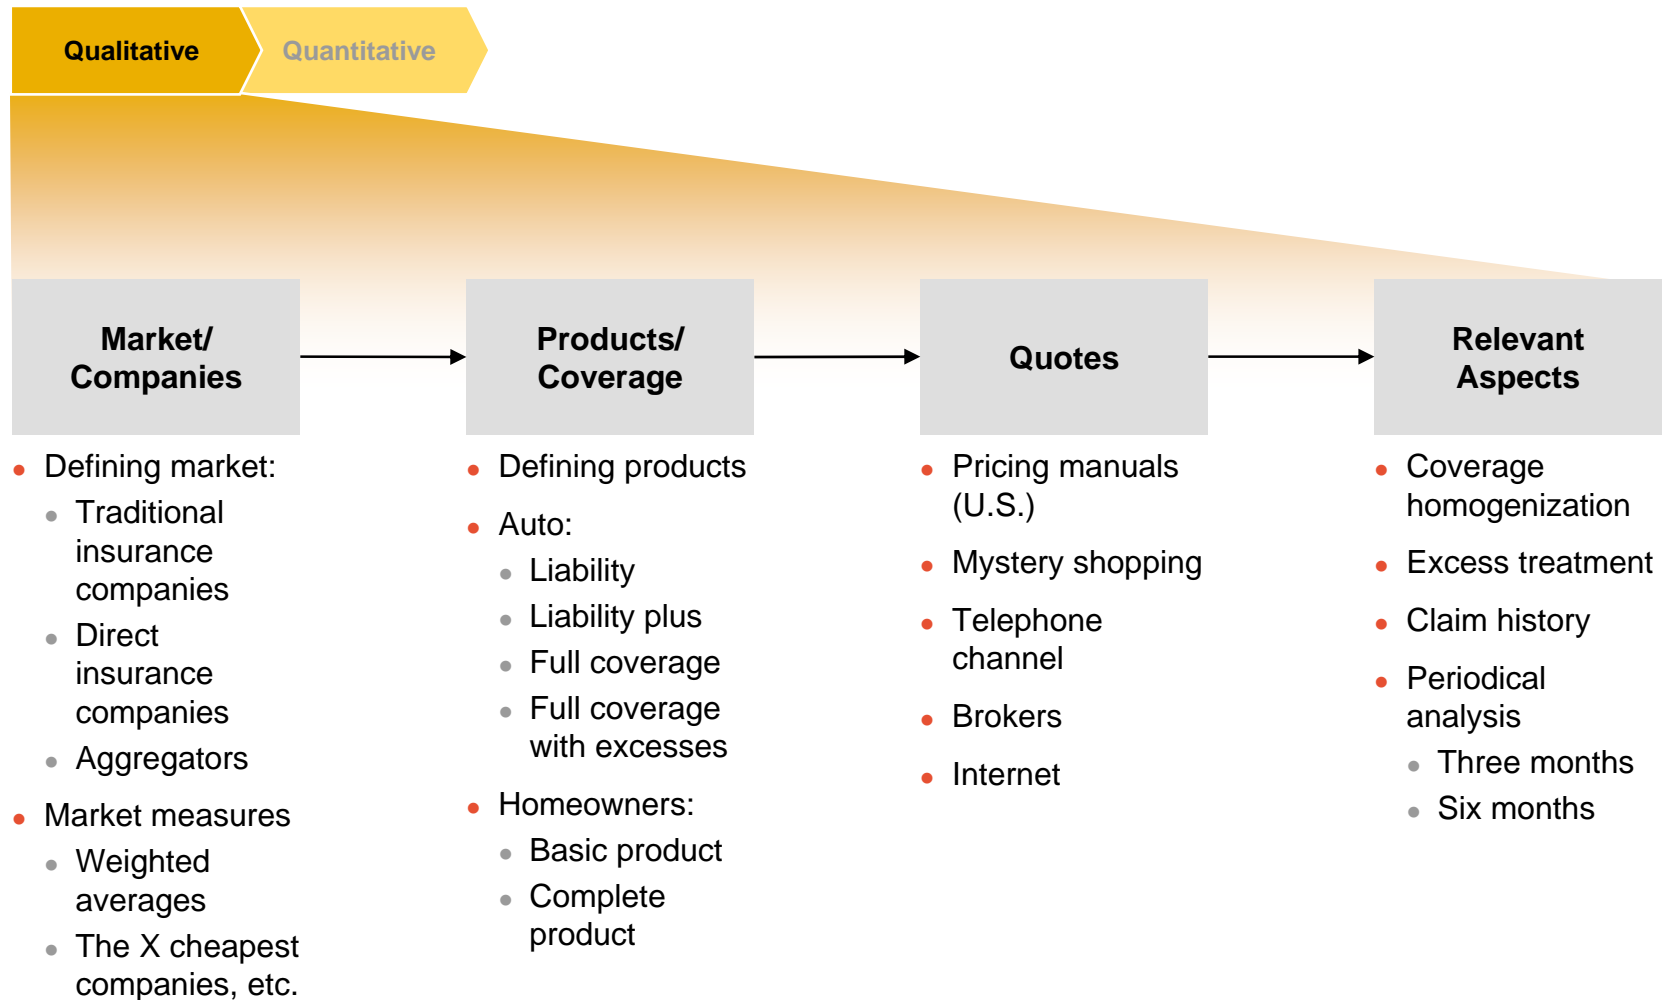 Qualitative
Quantitative
Market/
Companies
Products/
Coverage
Quotes
Relevant
Aspects
Defining market:
Traditional
insurance
companies
Direct
insurance
companies
Aggregators
Market measures
Weighted
averages
The X cheapest
companies, etc.
Defining products
Auto:
Liability
Liability plus
Full coverage
Full coverage
with excesses
Homeowners:
Basic product
Complete
product
Pricing manuals
(U.S.)
Mystery shopping
Telephone
channel
Brokers
Internet
Coverage
homogenization
Excess treatment
Claim history
Periodical
analysis
Three months
Six months